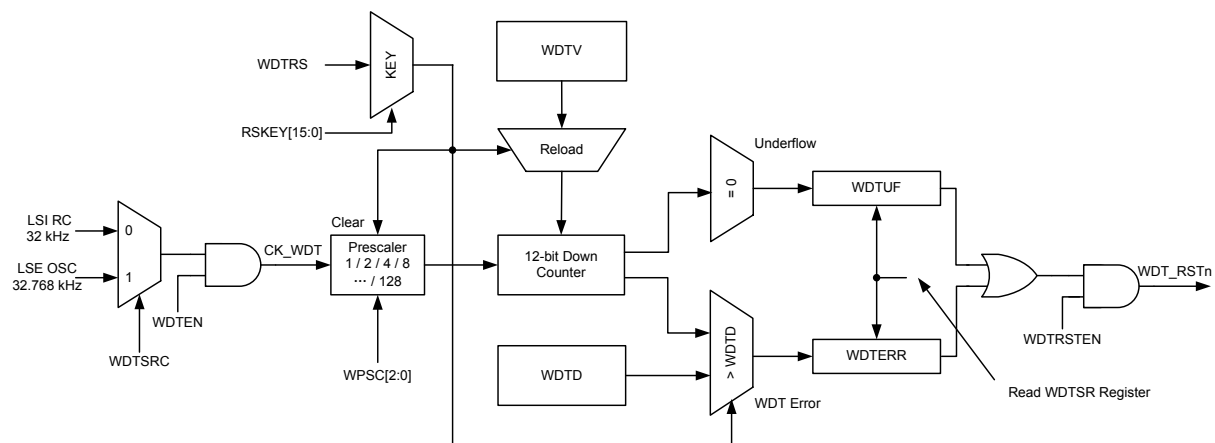 WDTV
WDTRS
KEY
RSKEY[15:0]
Reload
Underflow
= 0
WDTUF
LSI RC
32 kHz
0
Clear
CK_WDT
Prescaler
1 / 2 / 4 / 8
... / 128
12-bit Down
Counter
LSE OSC
32.768 kHz
1
WDT_RSTn
WDTEN
WDTSRC
WPSC[2:0]
WDTD
> WDTD
WDTERR
WDTRSTEN
WDT Error
Read WDTSR Register